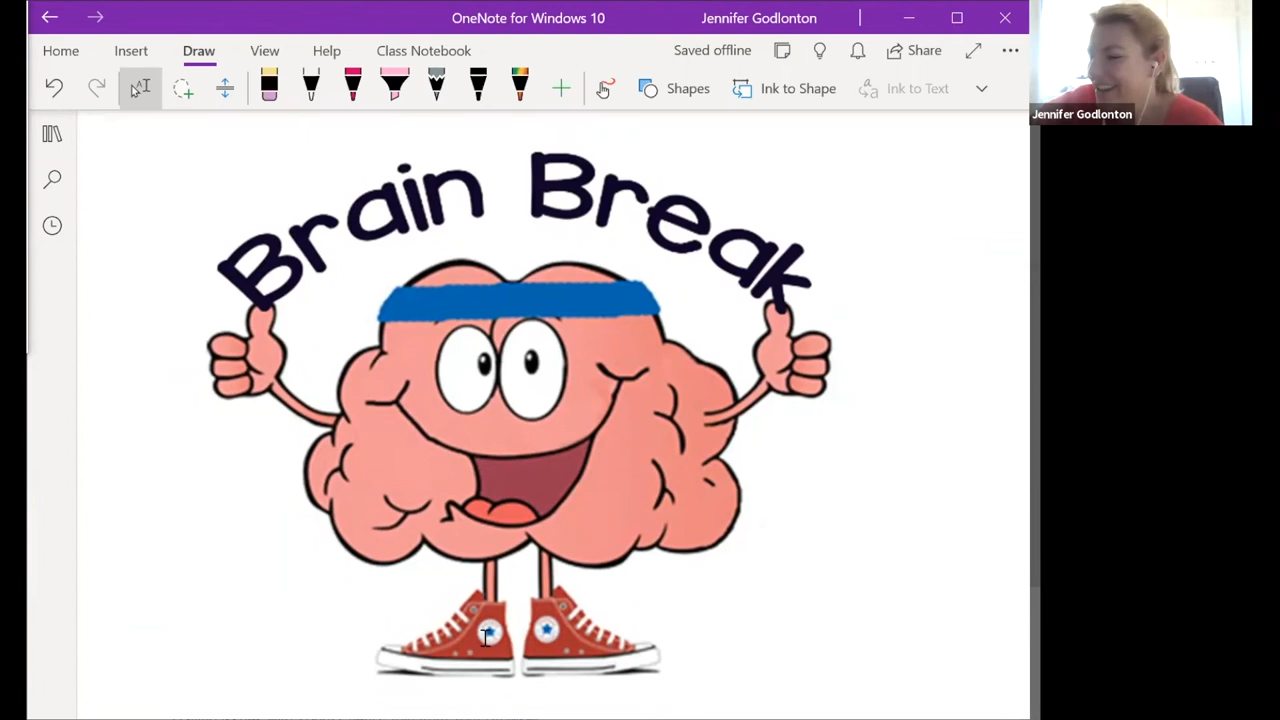 OneNote for Windows 10
Jennifer Godlonton
Home Insert Draw View Help Class Notebook
Saved offline
Share
Shapes
Ink to Shape
Ink to Text
Jennifer Godlonton
Brain Break